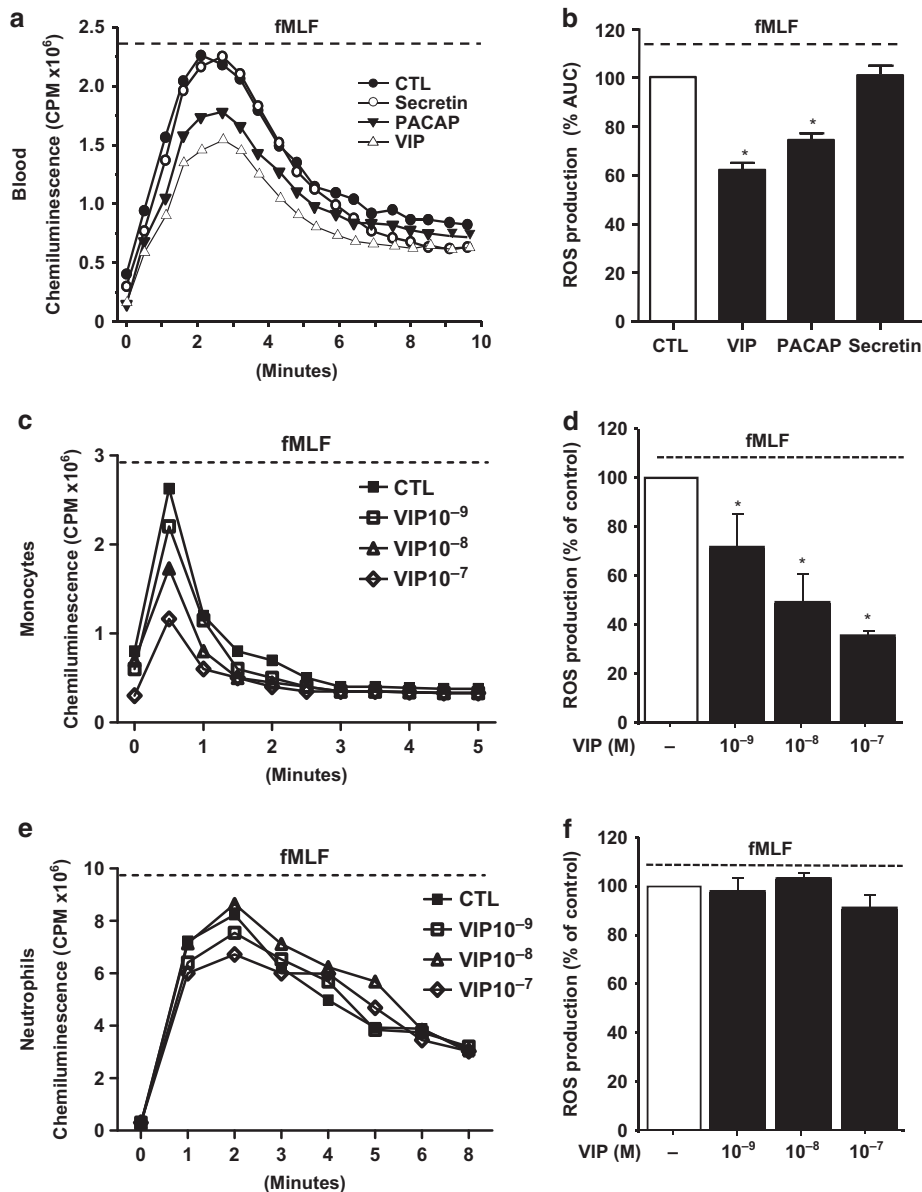 a
fMLF
2.5
2.0
1.5
1.0
0.5
0
Blood
Chemiluminescence (CPM x10⁶)
CTL
Secretin
PACAP
VIP
0 2 4 6 8 10
(Minutes)
b
fMLF
120
100
80
60
40
20
0
ROS production (% AUC)
* *
CTL VIP PACAP Secretin
c
fMLF
3
2
1
0
Monocytes
Chemiluminescence (CPM x10⁶)
CTL
VIP10⁻⁹
VIP10⁻⁸
VIP10⁻⁷
0 1 2 3 4 5
(Minutes)
d
fMLF
120
100
80
60
40
20
0
ROS production (% of control)
* * *
VIP (M) – 10⁻⁹ 10⁻⁸ 10⁻⁷
e
fMLF
10
8
6
4
2
0
Neutrophils
Chemiluminescence (CPM x10⁶)
CTL
VIP10⁻⁹
VIP10⁻⁸
VIP10⁻⁷
0 1 2 3 4 5 6 7 8
(Minutes)
f
fMLF
120
100
80
60
40
20
0
ROS production (% of control)
VIP (M) – 10⁻⁹ 10⁻⁸ 10⁻⁷